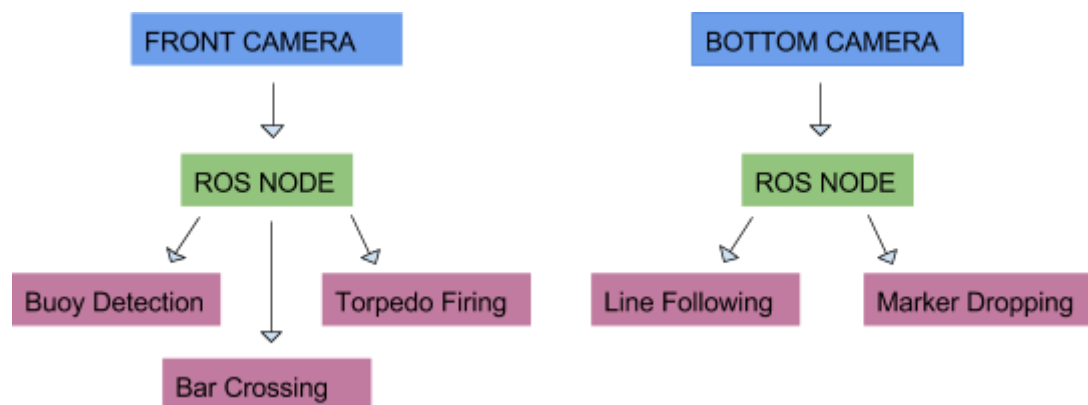 FRONT CAMERA
ROS NODE
Buoy Detection
Torpedo Firing
Bar Crossing
BOTTOM CAMERA
ROS NODE
Line Following
Marker Dropping